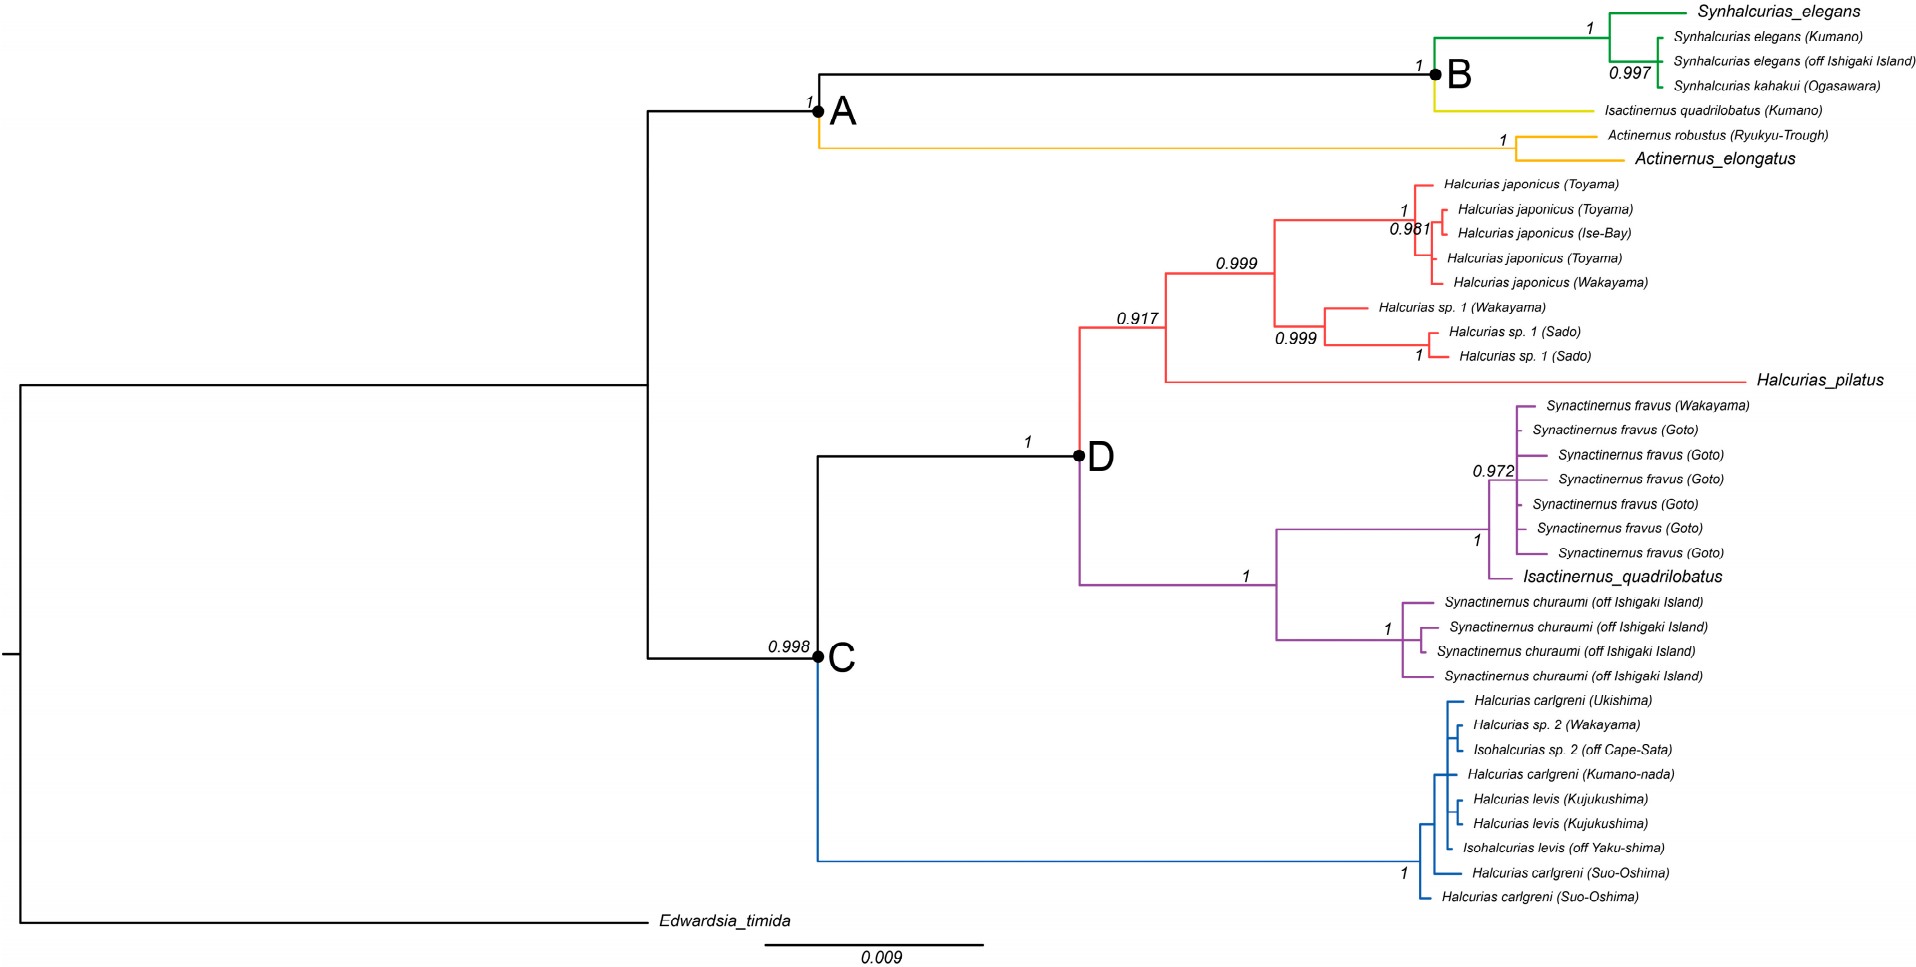 Synhalcurias_elegans
1
Synhalcurias elegans (Kumano)
Synhalcurias elegans (off Ishigaki Island)
0.997
1
B
Synhalcurias kahakui (Ogasawara)
1
A
Isactinernus quadrilobatus (Kumano)
Actinernus robustus (Ryukyu-Trough)
1
Actinernus_elongatus
Halcurias japonicus (Toyama)
1
Halcurias japonicus (Toyama)
0.981
Halcurias japonicus (Ise-Bay)
Halcurias japonicus (Toyama)
0.999
Halcurias japonicus (Wakayama)
Halcurias sp. 1 (Wakayama)
0.917
Halcurias sp. 1 (Sado)
0.999
1
Halcurias sp. 1 (Sado)
Halcurias_pilatus
Synactinernus fravus (Wakayama)
Synactinernus fravus (Goto)
1
D
Synactinernus fravus (Goto)
0.972
Synactinernus fravus (Goto)
Synactinernus fravus (Goto)
Synactinernus fravus (Goto)
1
Synactinernus fravus (Goto)
1
Isactinernus_quadrilobatus
Synactinernus churaumi (off Ishigaki Island)
1
Synactinernus churaumi (off Ishigaki Island)
0.998
C
Synactinernus churaumi (off Ishigaki Island)
Synactinernus churaumi (off Ishigaki Island)
Halcurias carlgreni (Ukishima)
Halcurias sp. 2 (Wakayama)
Isohalcurias sp. 2 (off Cape-Sata)
Halcurias carlgreni (Kumano-nada)
Halcurias levis (Kujukushima)
Halcurias levis (Kujukushima)
Isohalcurias levis (off Yaku-shima)
1
Halcurias carlgreni (Suo-Oshima)
Halcurias carlgreni (Suo-Oshima)
Edwardsia_timida
0.009